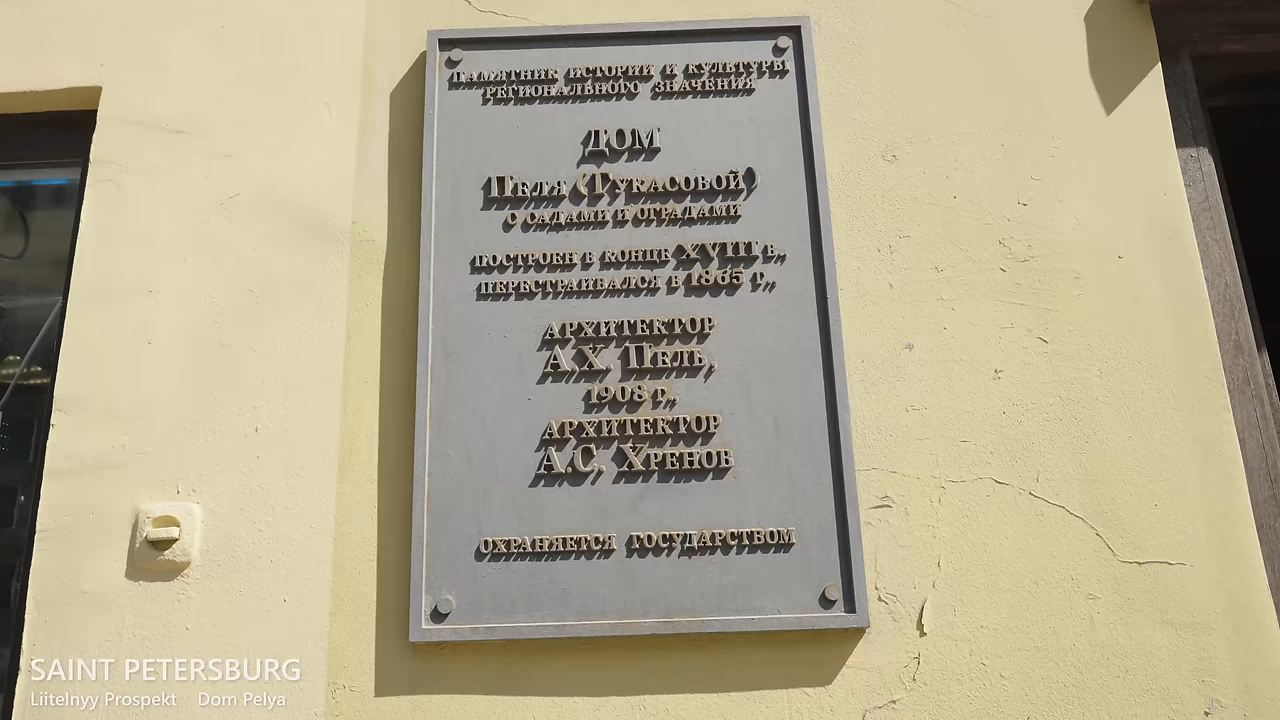 ПАМЯТНИК ИСТОРИИ И КУЛЬТУРЫ
РЕГИОНАЛЬНОГО ЗНАЧЕНИЯ
ДОМ
ПЕЛЯ (ГУКАСОВОЙ)
С САДАМИ И ОГРАДАМИ
ПОСТРОЕН В КОНЦЕ XVIII В.,
ПЕРЕСТРАИВАЛСЯ В 1865 Г.,
АРХИТЕКТОР
А.Х. ПЕЛЬ,
1908 Г.,
АРХИТЕКТОР
А.С. ХРЕНОВ
ОХРАНЯЕТСЯ ГОСУДАРСТВОМ
SAINT PETERSBURG
Liitelnyy Prospekt Dom Pelya